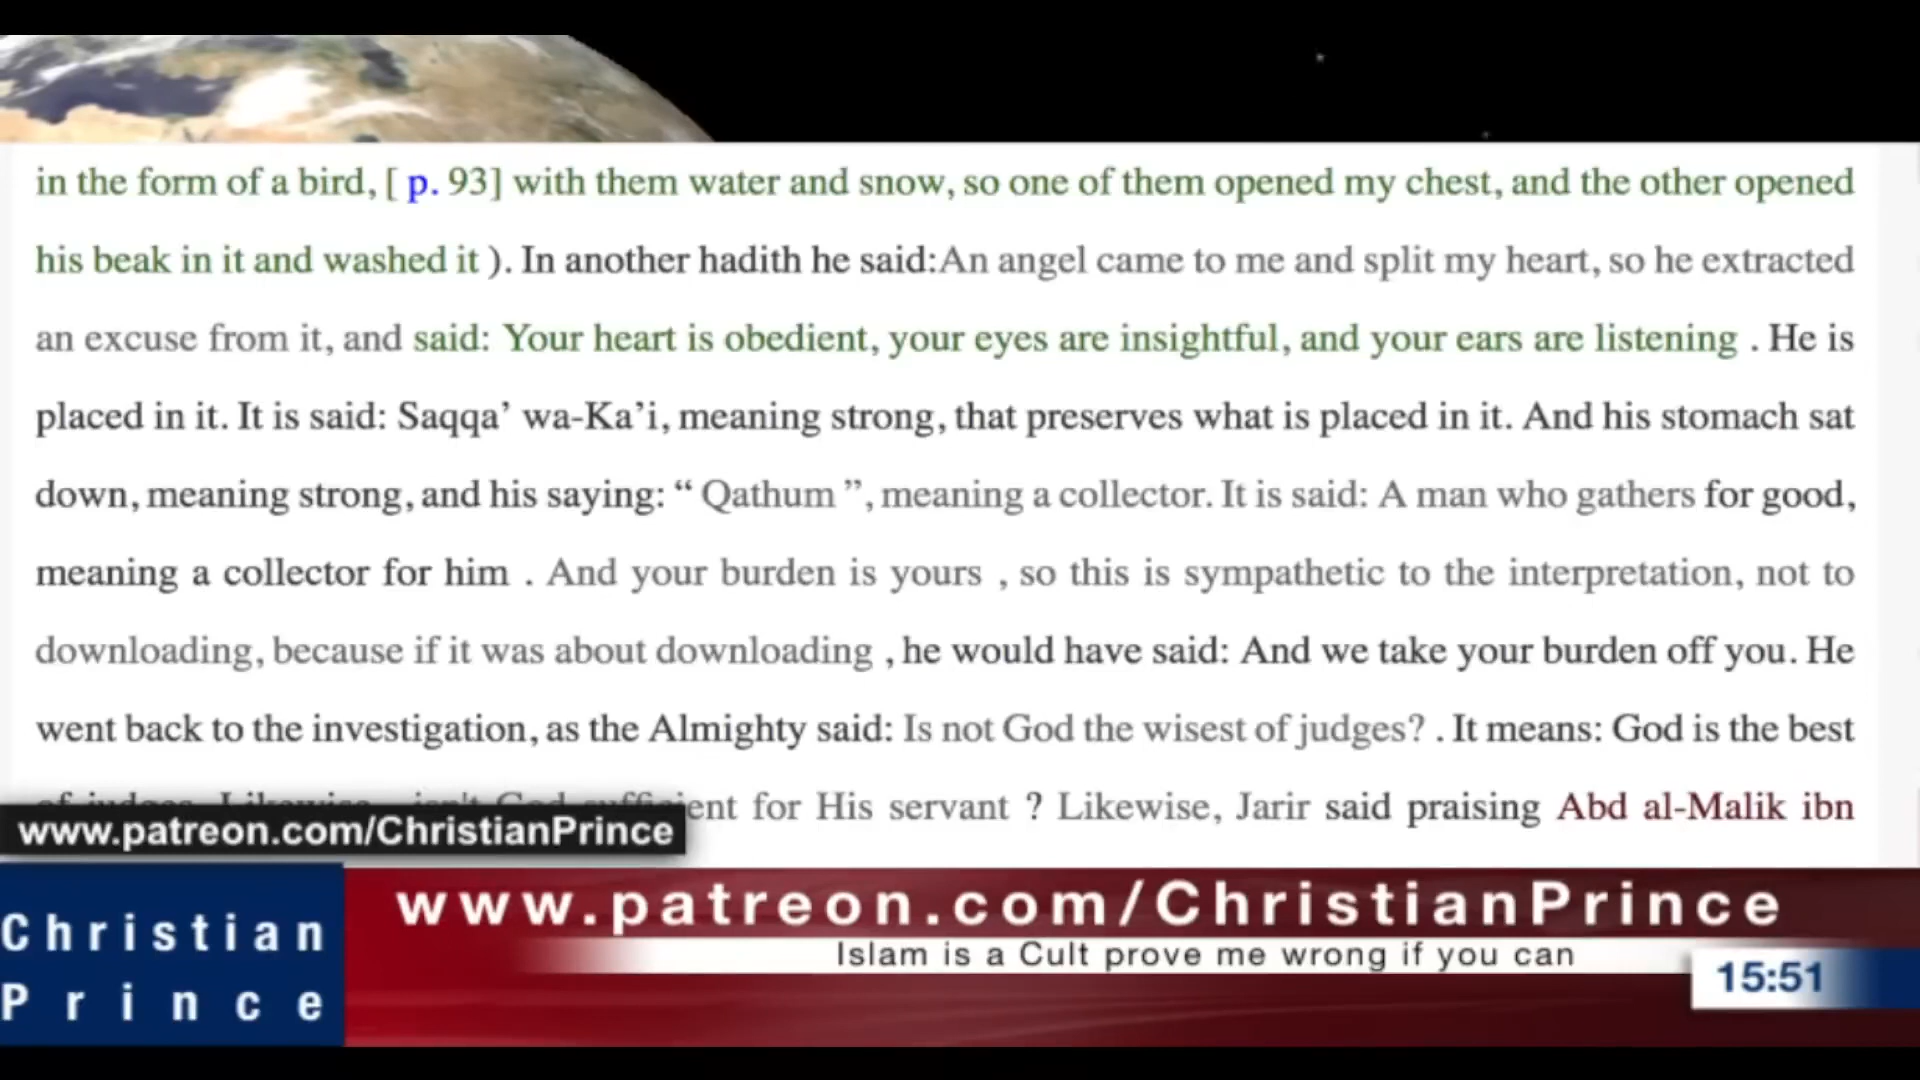 in the form of a bird, [ p. 93] with them water and snow, so one of them opened my chest, and the other opened
his beak in it and washed it ). In another hadith he said:An angel came to me and split my heart, so he extracted
an excuse from it, and said: Your heart is obedient, your eyes are insightful, and your ears are listening . He is
placed in it. It is said: Saqqa’ wa-Ka’i, meaning strong, that preserves what is placed in it. And his stomach sat
down, meaning strong, and his saying: “ Qathum ”, meaning a collector. It is said: A man who gathers for good,
meaning a collector for him . And your burden is yours , so this is sympathetic to the interpretation, not to
downloading, because if it was about downloading , he would have said: And we take your burden off you. He
went back to the investigation, as the Almighty said: Is not God the wisest of judges? . It means: God is the best
of judges. Likewise, isn't God sufficient for His servant ? Likewise, Jarir said praising Abd al-Malik ibn
www.patreon.com/ChristianPrince
www.patreon.com/ChristianPrince
Islam is a Cult prove me wrong if you can
Christian
Prince
15:51